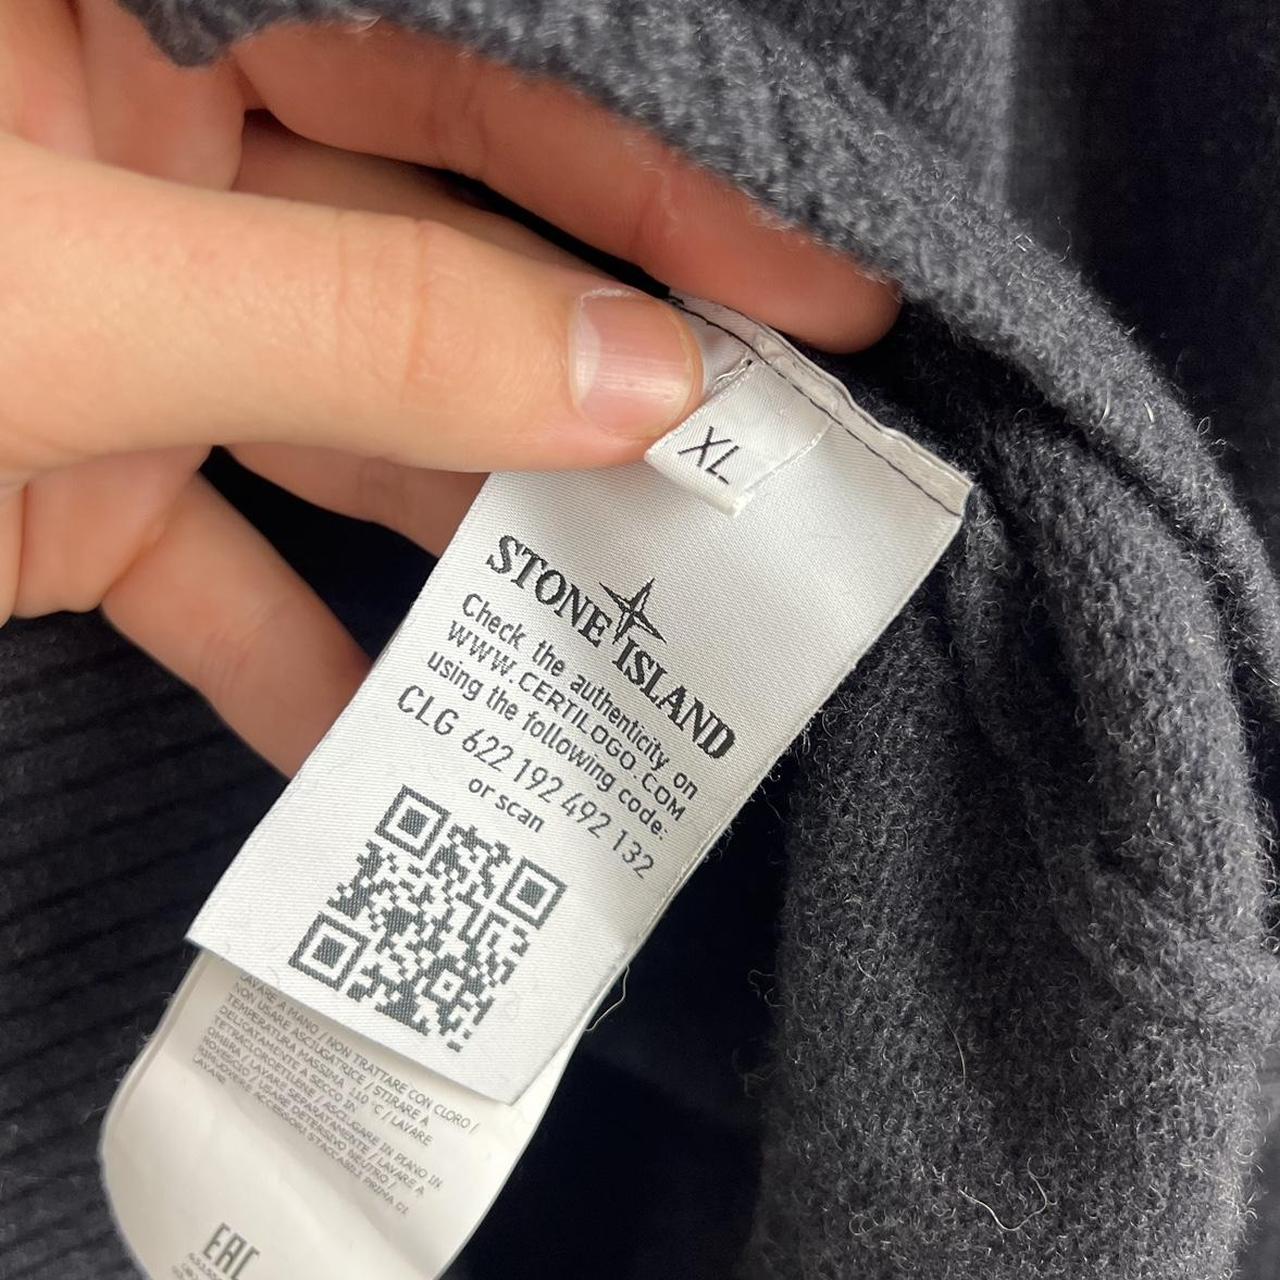 XL
STONE ISLAND
Check the authenticity on
WWW.CERTILOGO.COM
using the following code:
CLG 622 192 492 132
or scan
LAVARE A MANO / NON TRATTARE CON CLORO /
NON USARE ASCIUGATRICE / STIRARE A
TEMPERATURA MASSIMA 110 °C / LAVARE
DELICATAMENTE A SECCO IN
TETRACLOROETILENE / ASCIUGARE IN PIANO IN
OMBRA / LAVARE SEPARATAMENTE / LAVARE A
ROVESCIO / USARE DETERSIVO NEUTRO /
RIMUOVERE ACCESSORI STACCABILI PRIMA DI
LAVARE
EAC